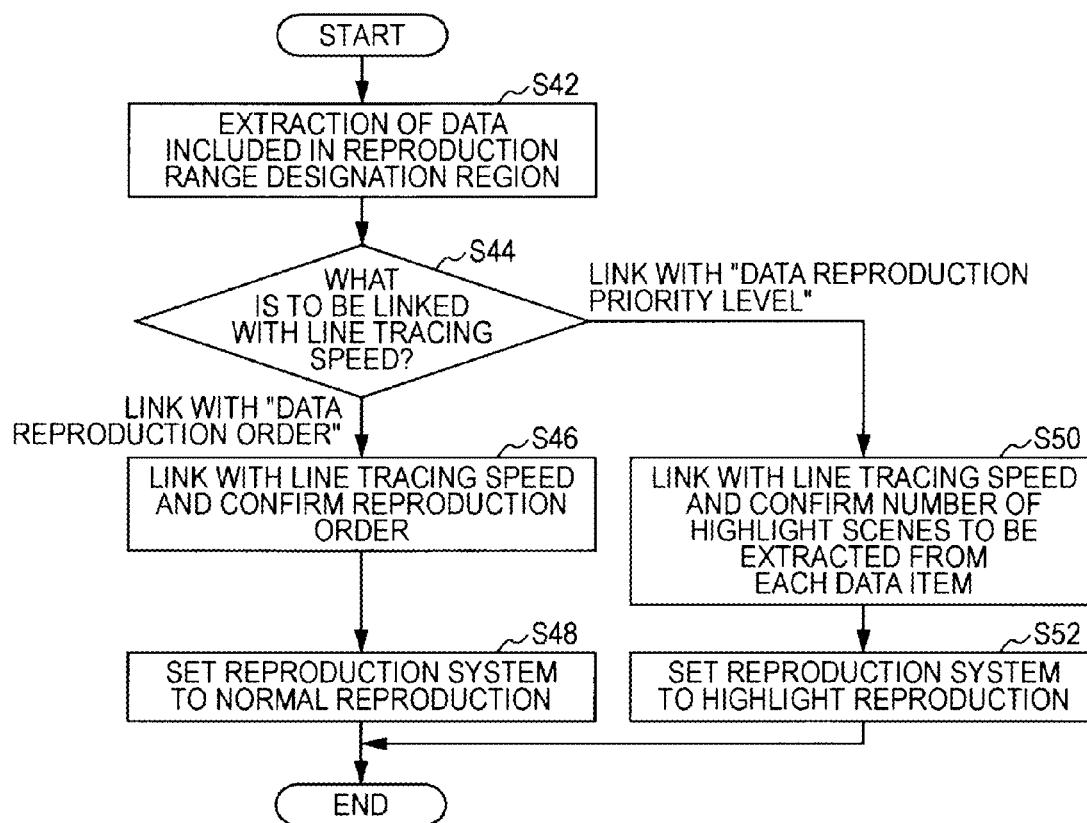 START
S42
EXTRACTION OF DATA
INCLUDED IN REPRODUCTION
RANGE DESIGNATION REGION
S44
WHAT
IS TO BE LINKED
WITH LINE TRACING
SPEED?
LINK WITH "DATA REPRODUCTION
PRIORITY LEVEL"
LINK WITH "DATA
REPRODUCTION ORDER"
S46
LINK WITH LINE TRACING SPEED
AND CONFIRM REPRODUCTION
ORDER
S50
LINK WITH LINE TRACING SPEED
AND CONFIRM NUMBER OF
HIGHLIGHT SCENES TO BE
EXTRACTED FROM
EACH DATA ITEM
S48
SET REPRODUCTION SYSTEM
TO NORMAL REPRODUCTION
S52
SET REPRODUCTION SYSTEM
TO HIGHLIGHT REPRODUCTION
END